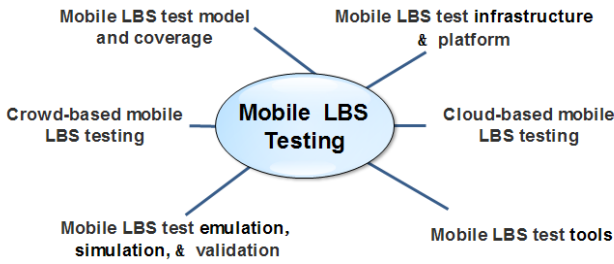 Mobile LBS test model
and coverage
Mobile LBS test infrastructure
& platform
Crowd-based mobile
LBS testing
Mobile LBS
Testing
Cloud-based mobile
LBS testing
Mobile LBS test emulation,
simulation, & validation
Mobile LBS test tools